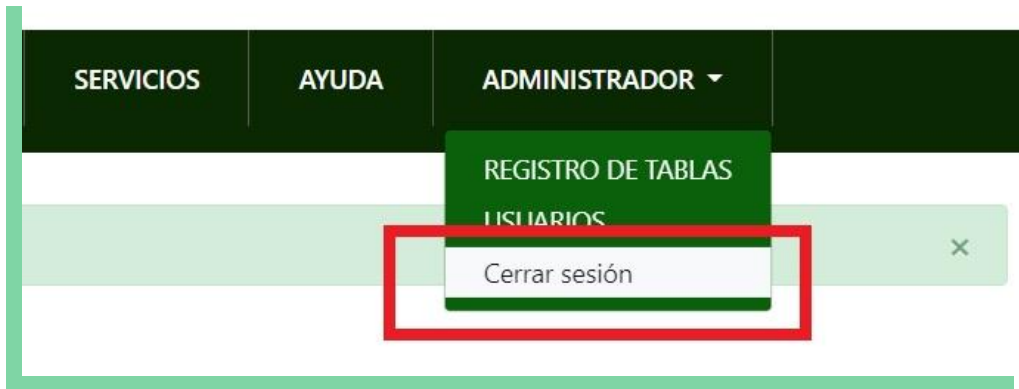 SERVICIOS AYUDA ADMINISTRADOR
REGISTRO DE TABLAS
USUARIOS
Cerrar sesión
×